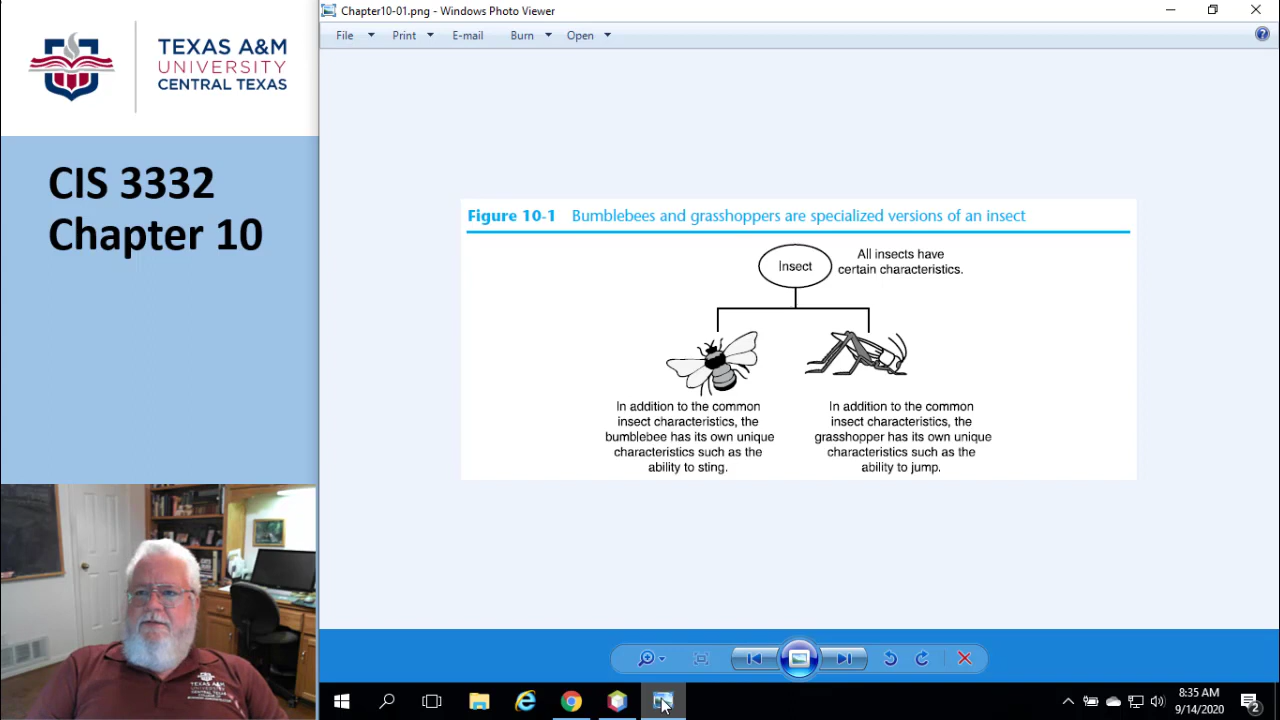 TEXAS A&M
UNIVERSITY
CENTRAL TEXAS
CIS 3332
Chapter 10
Chapter10-01.png - Windows Photo Viewer
File
Print
E-mail
Burn
Open
Figure 10-1 Bumblebees and grasshoppers are specialized versions of an insect
Insect
All insects have
certain characteristics.
In addition to the common
insect characteristics, the
bumblebee has its own unique
characteristics such as the
ability to sting.
In addition to the common
insect characteristics, the
grasshopper has its own unique
characteristics such as the
ability to jump.
TEXAS A&M
8:35 AM
9/14/2020
2